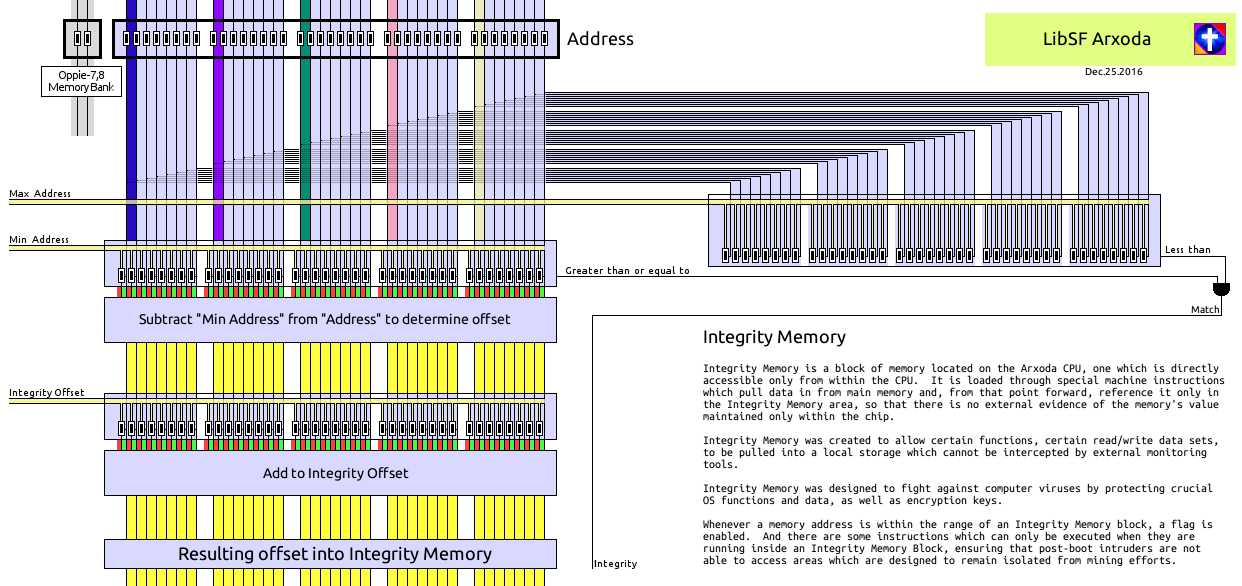 Address
LibSF Arxoda
Dec.25.2016
Oppie-7,8
MemoryBank
Max Address
Min Address
Less than
Greater than or equal to
Match
Subtract "Min Address" from "Address" to determine offset
Integrity Memory
Integrity Memory is a block of memory located on the Arxoda CPU, one which is directly
accessible only from within the CPU.  It is loaded through special machine instructions
which pull data in from main memory and, from that point forward, reference it only in
the Integrity Memory area, so that there is no external evidence of the memory's value
maintained only within the chip.
Integrity Memory was created to allow certain functions, certain read/write data sets,
to be pulled into a local storage which cannot be intercepted by external monitoring
tools.
Integrity Memory was designed to fight against computer viruses by protecting crucial
OS functions and data, as well as encryption keys.
Whenever a memory address is within the range of an Integrity Memory block, a flag is
enabled.  And there are some instructions which can only be executed when they are
running inside an Integrity Memory Block, ensuring that post-boot intruders are not
able to access areas which are designed to remain isolated from mining efforts.
Integrity Offset
Add to Integrity Offset
Resulting offset into Integrity Memory
Integrity